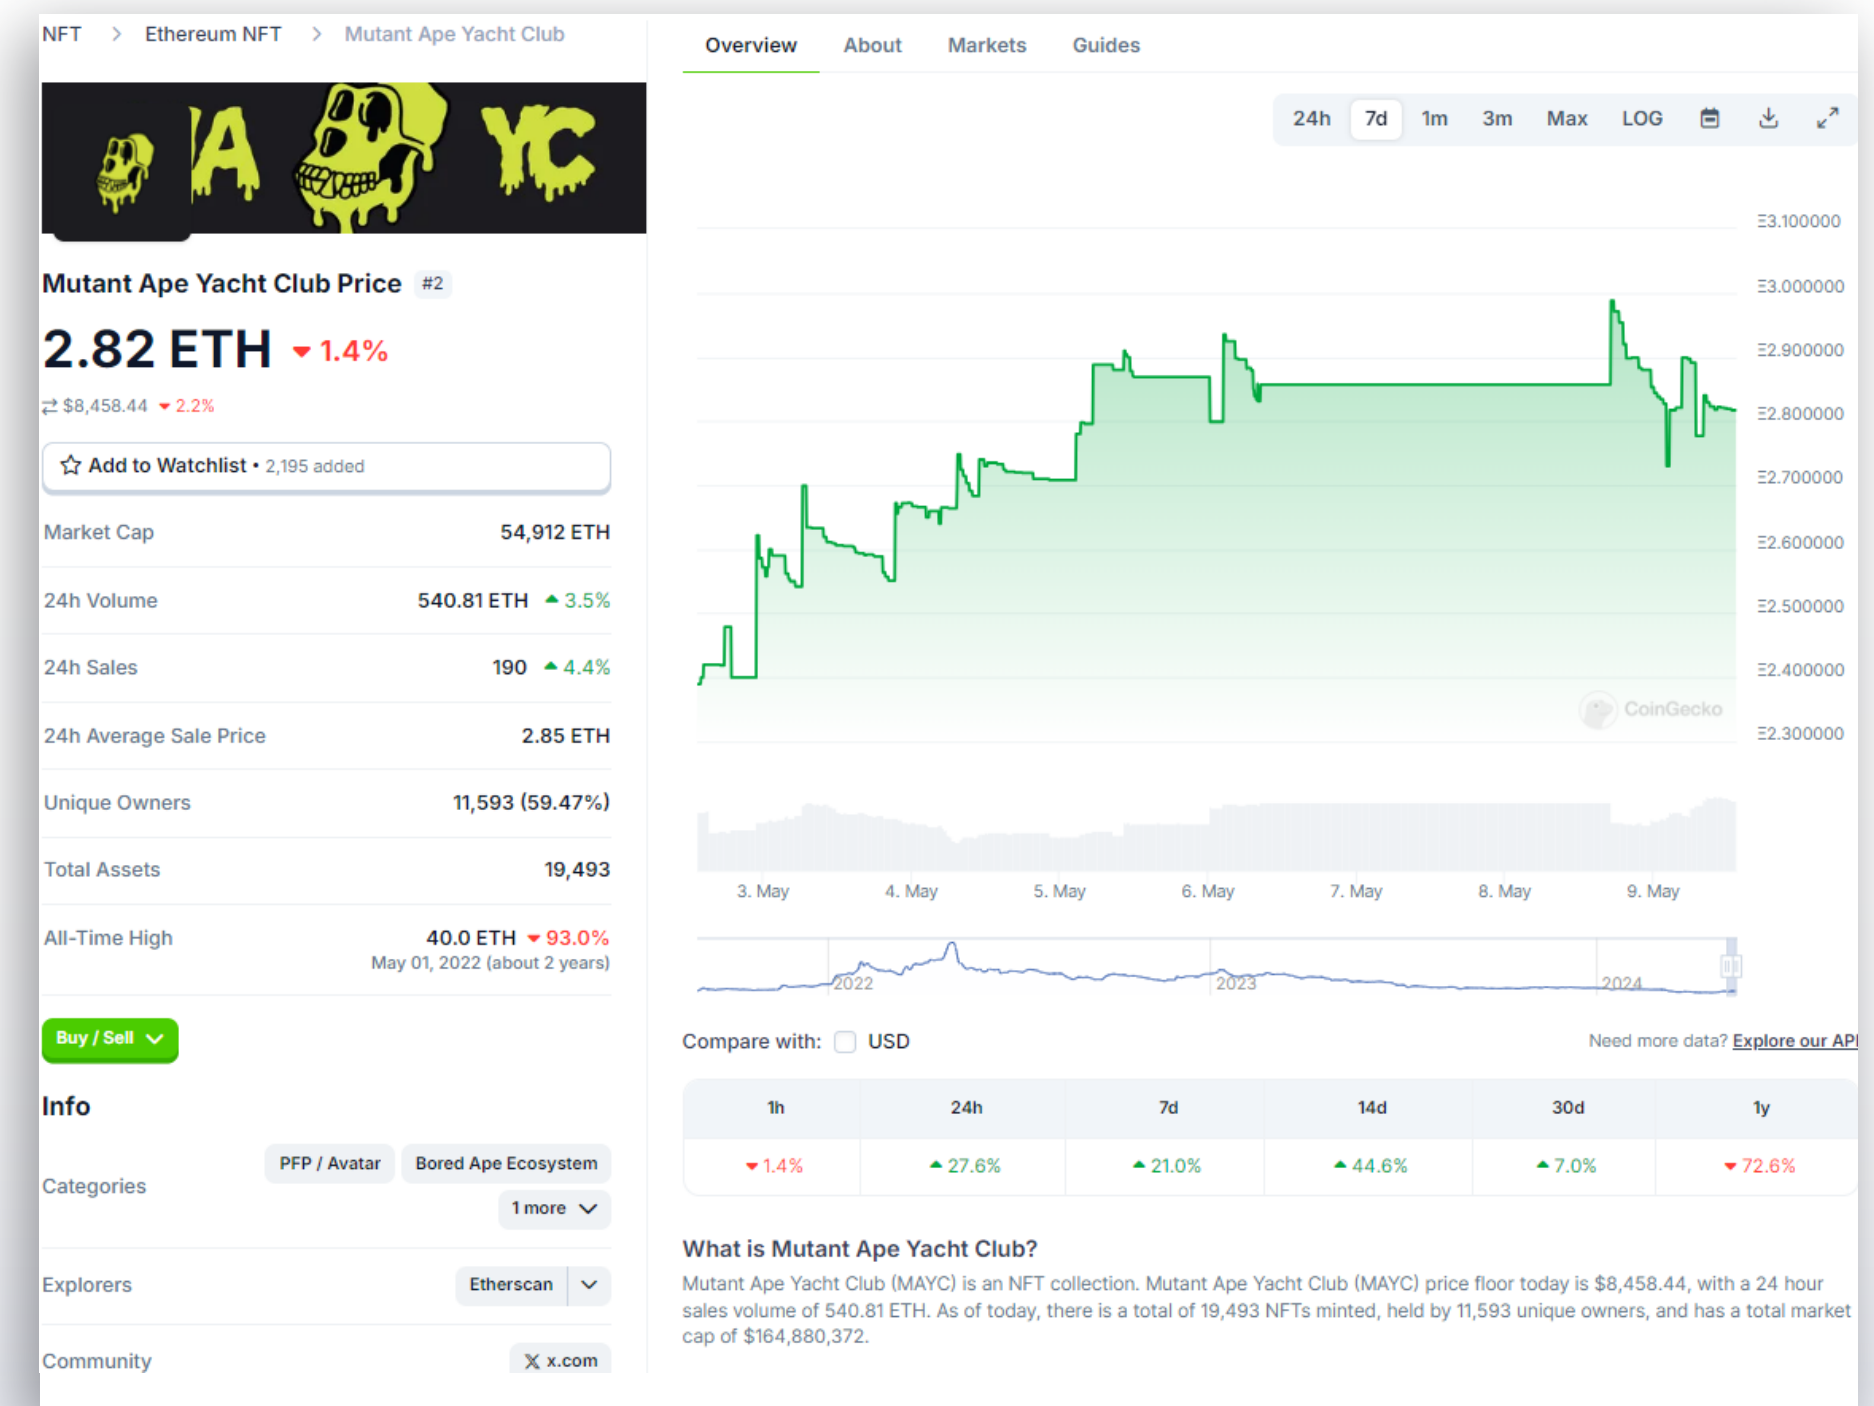 NFT > Ethereum NFT > Mutant Ape Yacht Club
A YC
Mutant Ape Yacht Club Price #2
2.82 ETH 1.4%
$8,458.44 2.2%
Add to Watchlist • 2,195 added
Market Cap 54,912 ETH
24h Volume 540.81 ETH 3.5%
24h Sales 190 4.4%
24h Average Sale Price 2.85 ETH
Unique Owners 11,593 (59.47%)
Total Assets 19,493
All-Time High 40.0 ETH 93.0%
May 01, 2022 (about 2 years)
Buy / Sell
Info
Categories PFP / Avatar Bored Ape Ecosystem
1 more
Explorers Etherscan
Community X x.com
Overview About Markets Guides
24h 7d 1m 3m Max LOG
Ξ3.100000
Ξ3.000000
Ξ2.900000
Ξ2.800000
Ξ2.700000
Ξ2.600000
Ξ2.500000
Ξ2.400000
CoinGecko
Ξ2.300000
3. May 4. May 5. May 6. May 7. May 8. May 9. May
2022 2023 2024
Compare with: USD Need more data? Explore our API
1h 24h 7d 14d 30d 1y
1.4% 27.6% 21.0% 44.6% 7.0% 72.6%
What is Mutant Ape Yacht Club?
Mutant Ape Yacht Club (MAYC) is an NFT collection. Mutant Ape Yacht Club (MAYC) price floor today is $8,458.44, with a 24 hour
sales volume of 540.81 ETH. As of today, there is a total of 19,493 NFTs minted, held by 11,593 unique owners, and has a total market
cap of $164,880,372.